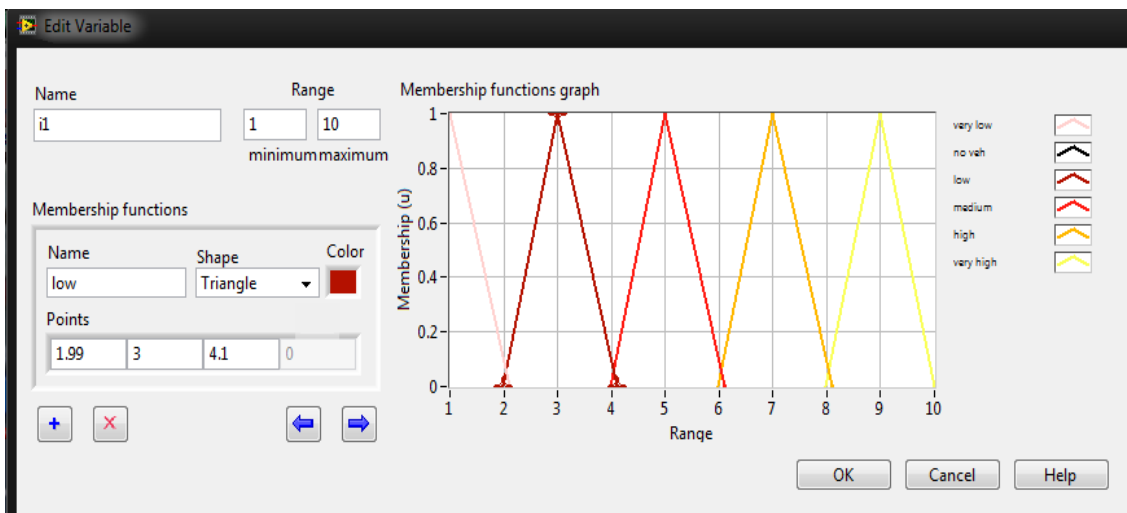 Edit Variable
Name
Range
i1
1
10
minimum maximum
Membership functions
Name
Shape
Color
low
Triangle
Points
1.99
3
4.1
0
+
X
Membership functions graph
Membership (u)
1
0.8
0.6
0.4
0.2
0
1 2 3 4 5 6 7 8 9 10
Range
very low
no veh
low
medium
high
very high
OK
Cancel
Help